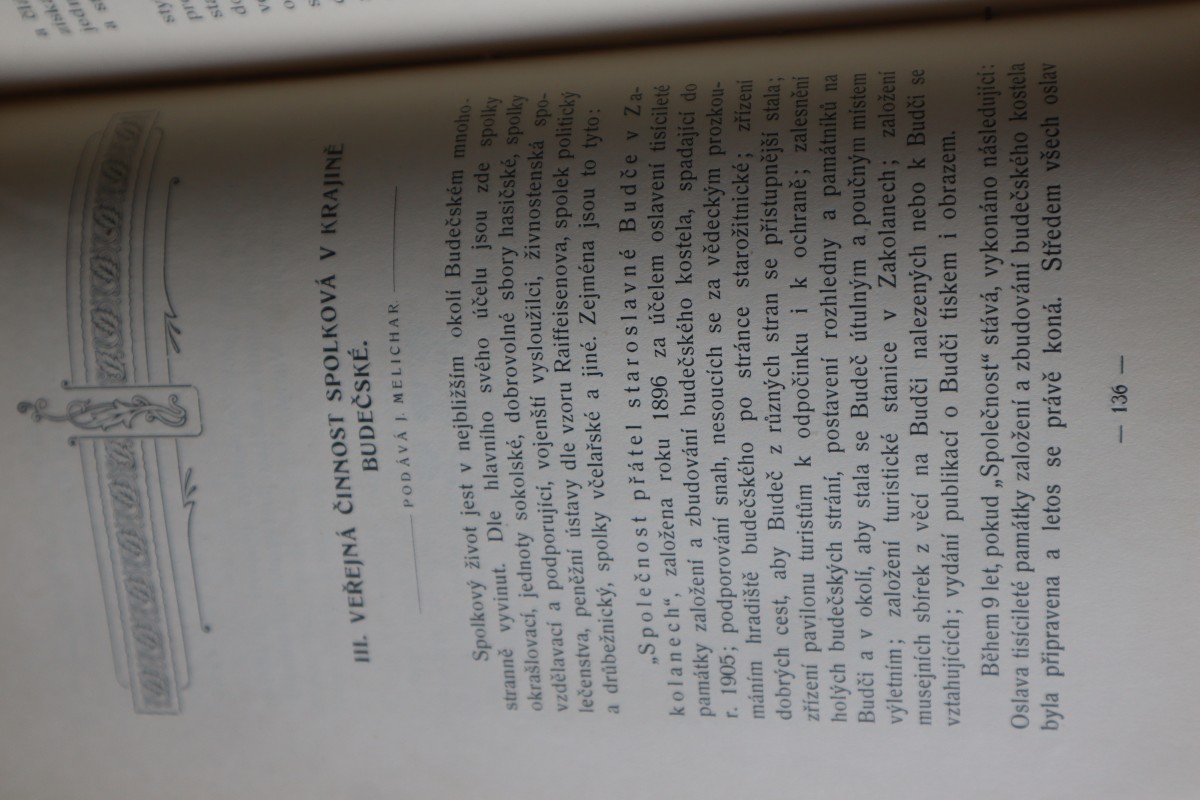 III. VEŘEJNÁ ČINNOST SPOLKOVÁ V KRAJINĚ
BUDEČSKÉ.
PODÁVÁ J. MELICHAR.
Spolkový život jest v nejbližším okolí Budečském mnoho-
stranně vyvinut. Dle hlavního svého účelu jsou zde spolky
okrašlovací, jednoty sokolské, dobrovolné sbory hasičské, spolky
vzdělavací a podporující, vojenští vysloužilci, živnostenská spo-
lečenstva, peněžní ústavy dle vzoru Raiffeisenova, spolek politický
a drůbežnický, spolky včelařské a jiné. Zejména jsou to tyto:
„Společnost přátel staroslavné Budče v Za-
kolanech“, založena roku 1896 za účelem oslavení tisícileté
památky založení a zbudování budečského kostela, spadající do
r. 1905; podporování snah, nesoucích se za vědeckým prozkou-
máním hradiště budečského po stránce starožitnické; zřízení
dobrých cest, aby Budeč z různých stran se přístupnější stala;
zřízení pavilonu turistům k odpočinku i k ochraně; zalesnění
holých budečských strání, postavení rozhledny a památníků na
Budči a v okolí, aby stala se Budeč útulným a poučným místem
výletním; založení turistické stanice v Zakolanech; založení
musejních sbírek z věcí na Budči nalezených nebo k Budči se
vztahujících; vydání publikací o Budči tiskem i obrazem.
Během 9 let, pokud „Společnost“ stává, vykonáno následující:
Oslava tisícileté památky založení a zbudování budečského kostela
byla připravena a letos se právě koná. Středem všech oslav
— 136 —